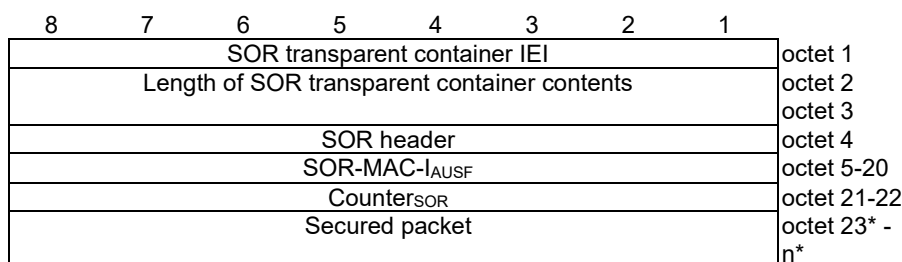 8 7 6 5 4 3 2 1
SOR transparent container IEI octet 1
Length of SOR transparent container contents octet 2
octet 3
SOR header octet 4
SOR-MAC-IAUSF octet 5-20
CounterSOR octet 21-22
Secured packet octet 23* -
n*